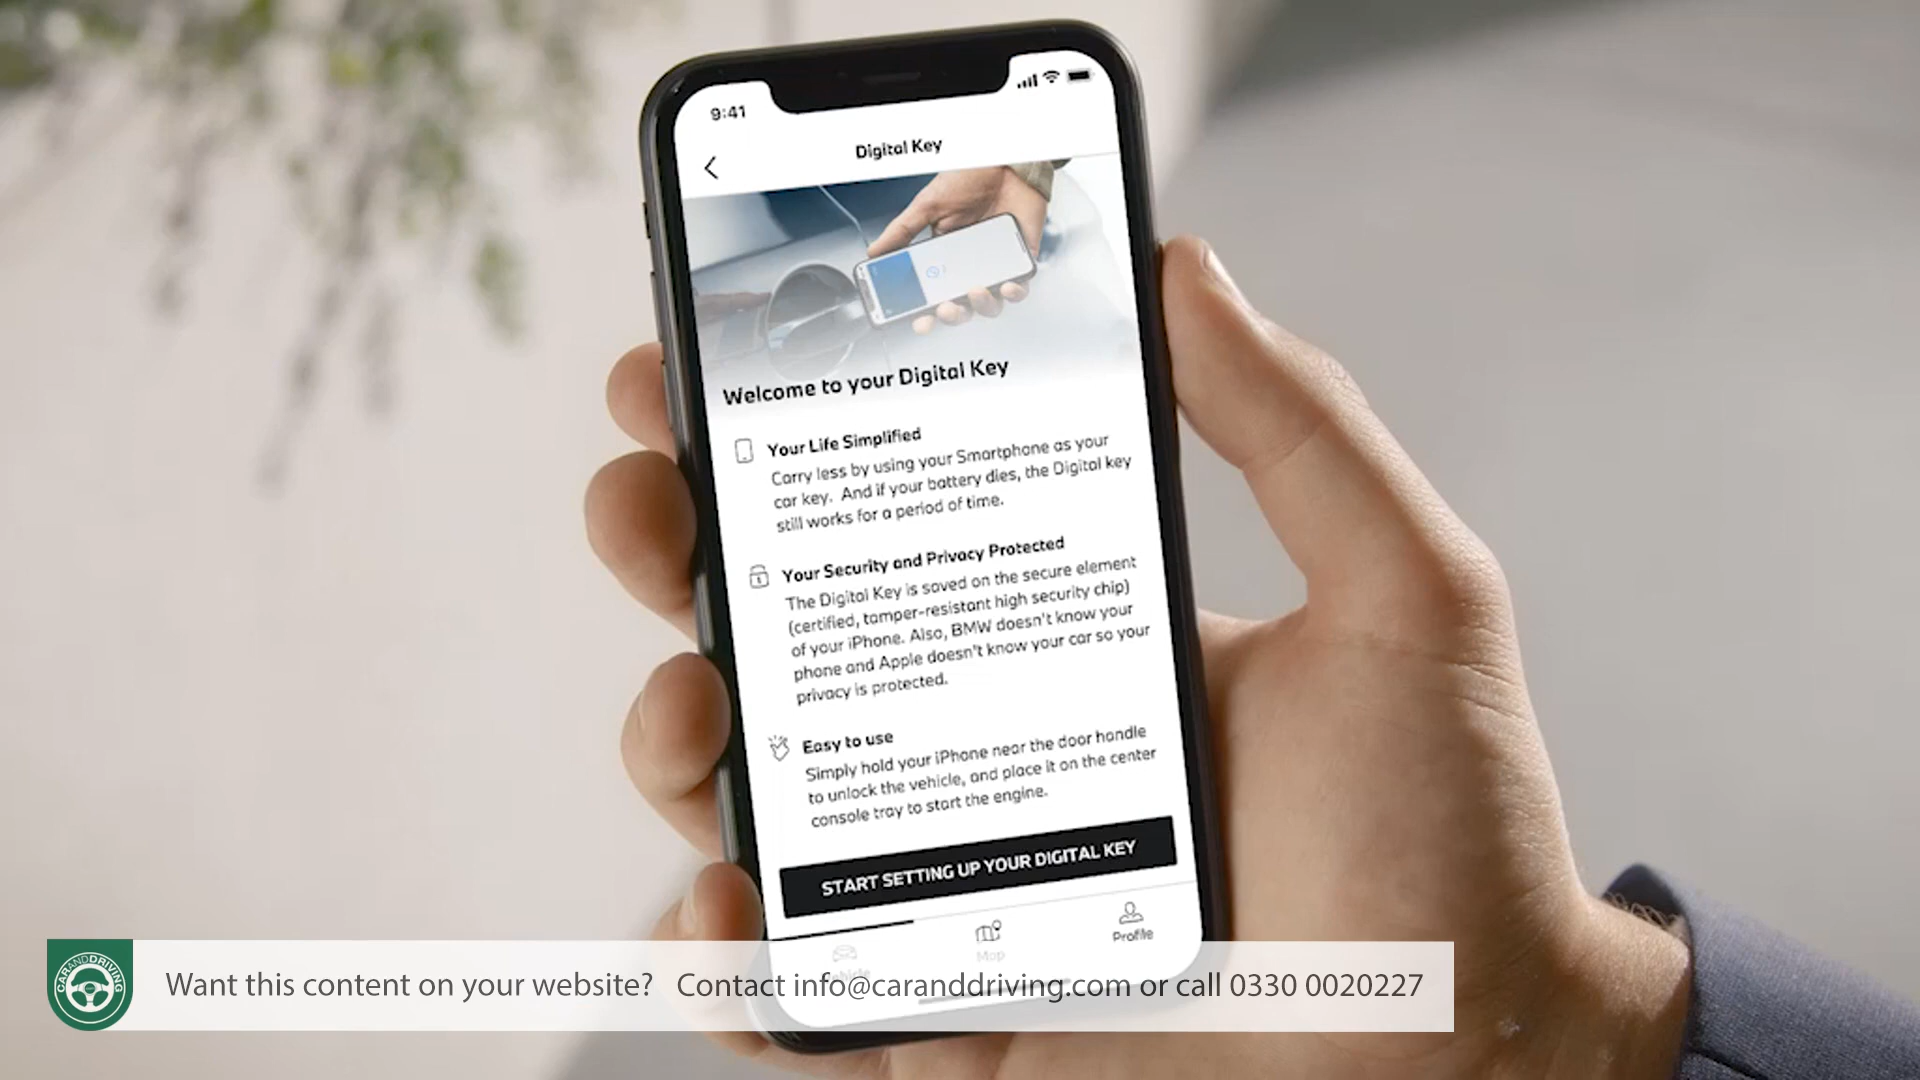 9:41
Digital Key
Welcome to your Digital Key
Your Life Simplified
Carry less by using your Smartphone as your
car key. And if your battery dies, the Digital key
still works for a period of time.
Your Security and Privacy Protected
The Digital Key is saved on the secure element
(certified, tamper-resistant high security chip)
of your iPhone. Also, BMW doesn't know your
phone and Apple doesn't know your car so your
privacy is protected.
Easy to use
Simply hold your iPhone near the door handle
to unlock the vehicle, and place it on the center
console tray to start the engine.
START SETTING UP YOUR DIGITAL KEY
Vehicle
Map
Profile
CARANDDRIVING
Want this content on your website? Contact info@caranddriving.com or call 0330 0020227